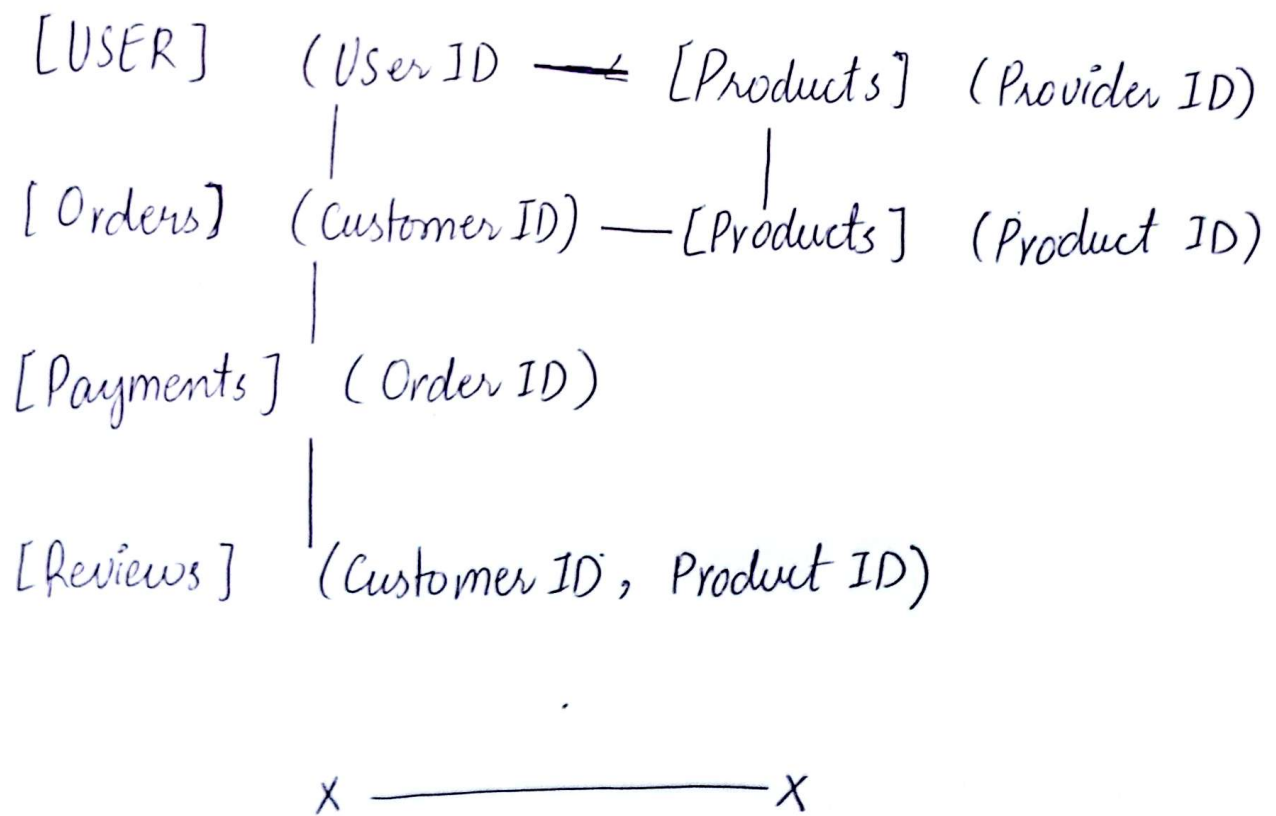 [USER] (User ID — [Products] (Provider ID)
[Orders] (Customer ID) — [Products] (Product ID)
[Payments] (Order ID)
[Reviews] (Customer ID, Product ID)
X ——— X